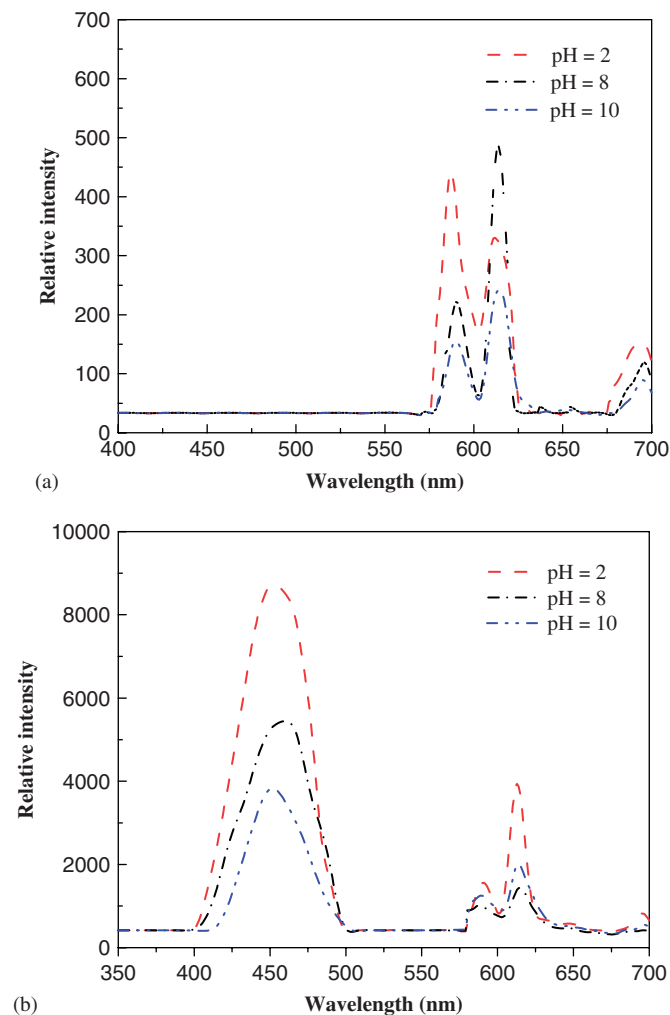 700
600
500
400
300
200
100
0
Relative intensity
pH = 2
pH = 8
pH = 10
400 450 500 550 600 650 700
Wavelength (nm)
(a)
10000
8000
6000
4000
2000
0
Relative intensity
pH = 2
pH = 8
pH = 10
350 400 450 500 550 600 650 700
Wavelength (nm)
(b)